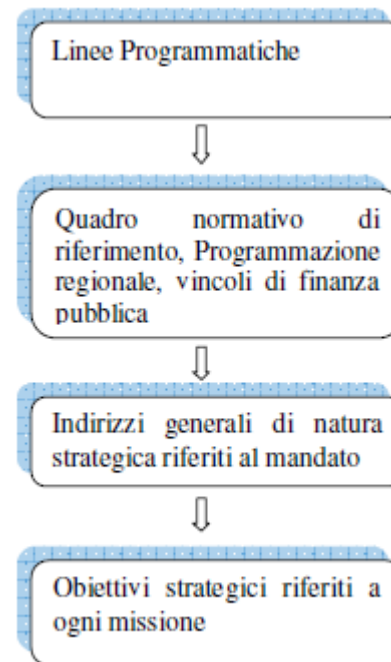 Linee Programmatiche
Quadro normativo di
riferimento, Programmazione
regionale, vincoli di finanza
pubblica
Indirizzi generali di natura
strategica riferiti al mandato
Obiettivi strategici riferiti a
ogni missione